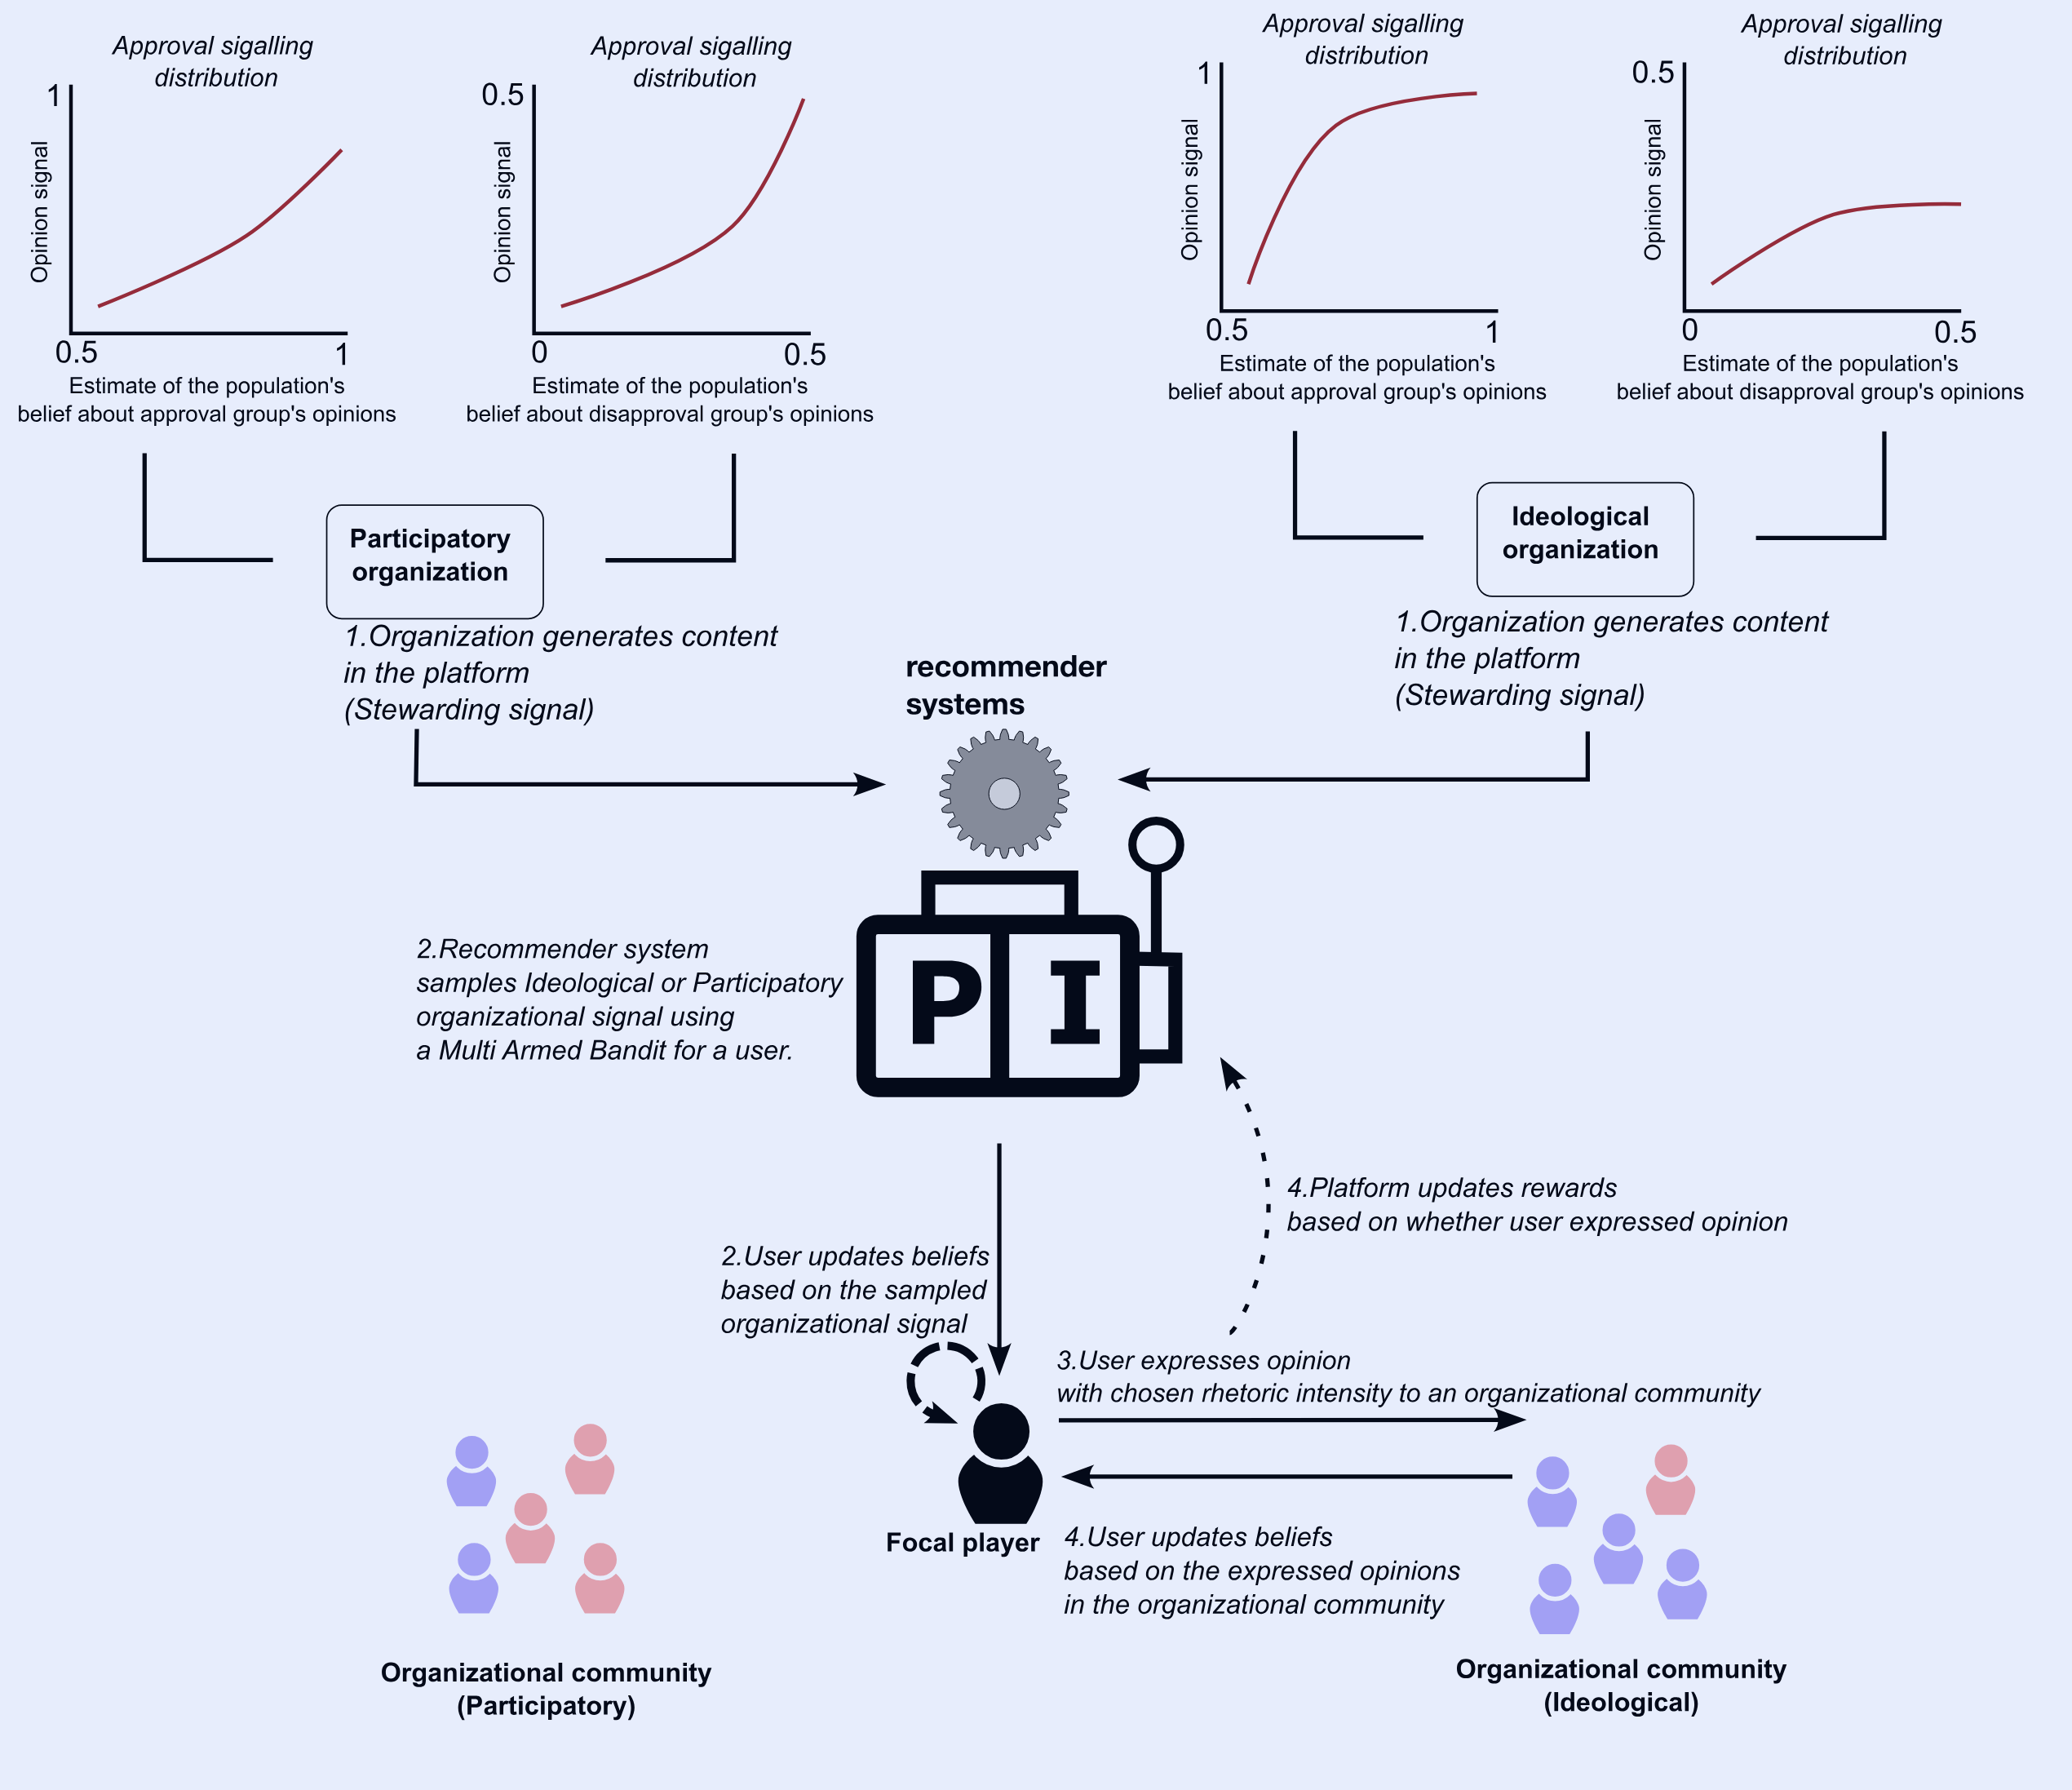 Approval sigalling
distribution
1
Opinion signal
0.5
1
Estimate of the population's
belief about approval group's opinions
Approval sigalling
distribution
0.5
Opinion signal
0
0.5
Estimate of the population's
belief about disapproval group's opinions
Approval sigalling
distribution
1
Opinion signal
0.5
1
Estimate of the population's
belief about approval group's opinions
Approval sigalling
distribution
0.5
Opinion signal
0
0.5
Estimate of the population's
belief about disapproval group's opinions
Participatory
organization
1.Organization generates content
in the platform
(Stewarding signal)
Ideological
organization
1.Organization generates content
in the platform
(Stewarding signal)
recommender
systems
P I
2.Recommender system
samples Ideological or Participatory
organizational signal using
a Multi Armed Bandit for a user.
4.Platform updates rewards
based on whether user expressed opinion
2.User updates beliefs
based on the sampled
organizational signal
3.User expresses opinion
with chosen rhetoric intensity to an organizational community
Focal player
4.User updates beliefs
based on the expressed opinions
in the organizational community
Organizational community
(Participatory)
Organizational community
(Ideological)